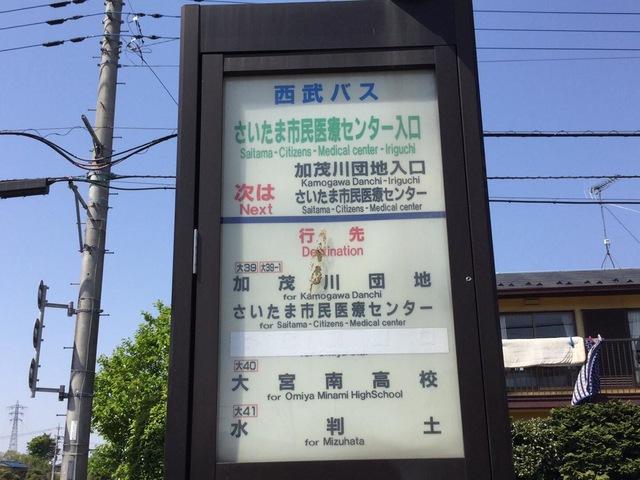 西武バス
さいたま市民医療センター入口
Saitama-Citizens-Medical center-Iriguchi
加茂川団地入口
Kamogawa Danchi-Iriguchi
次は
Next
さいたま市民医療センター
Saitama-Citizens-Medical center
行先
Destination
大39 大39-1
加茂川団地
for Kamogawa Danchi
さいたま市民医療センター
for Saitama-Citizens-Medical center
大40
大宮南高校
for Omiya Minami HighSchool
大41
水判土
for Mizuhata